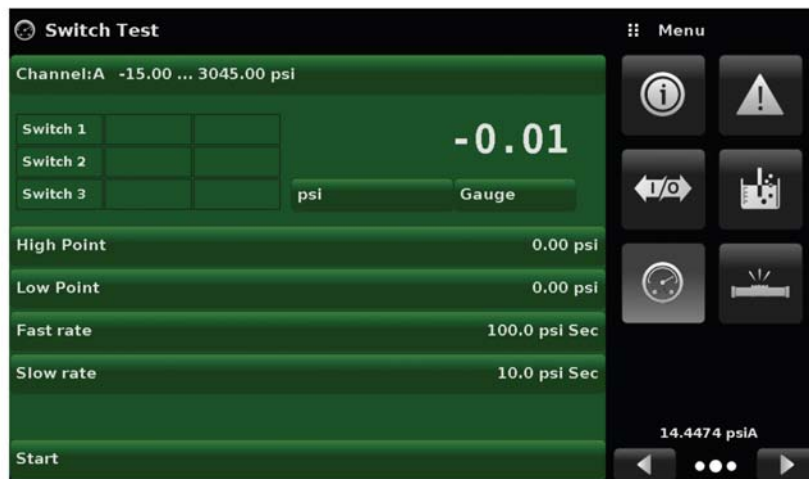 Switch Test
Menu
Channel:A -15.00 ... 3045.00 psi
Switch 1
-0.01
Switch 2
Switch 3
psi
Gauge
I/O
High Point
0.00 psi
Low Point
0.00 psi
Fast rate
100.0 psi Sec
Slow rate
10.0 psi Sec
14.4474 psiA
Start